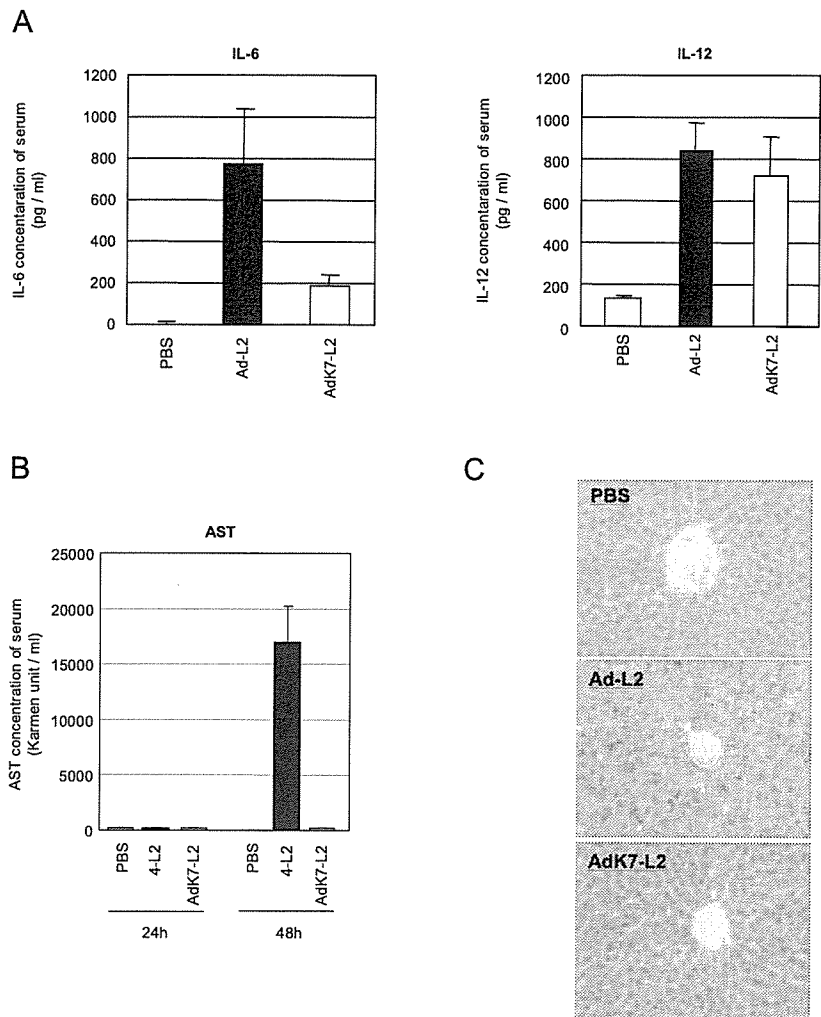 A
IL-6
IL-12
IL-6 concentaration of serum
(pg / ml)
1200
1000
800
600
400
200
0
PBS
Ad-L2
AdK7-L2
IL-12 concentaration of serum
(pg / ml)
1200
1000
800
600
400
200
0
PBS
Ad-L2
AdK7-L2
B
AST
AST concentration of serum
(Karmen unit / ml)
25000
20000
15000
10000
5000
0
PBS
4-L2
AdK7-L2
PBS
4-L2
AdK7-L2
24h
48h
C
PBS
Ad-L2
AdK7-L2